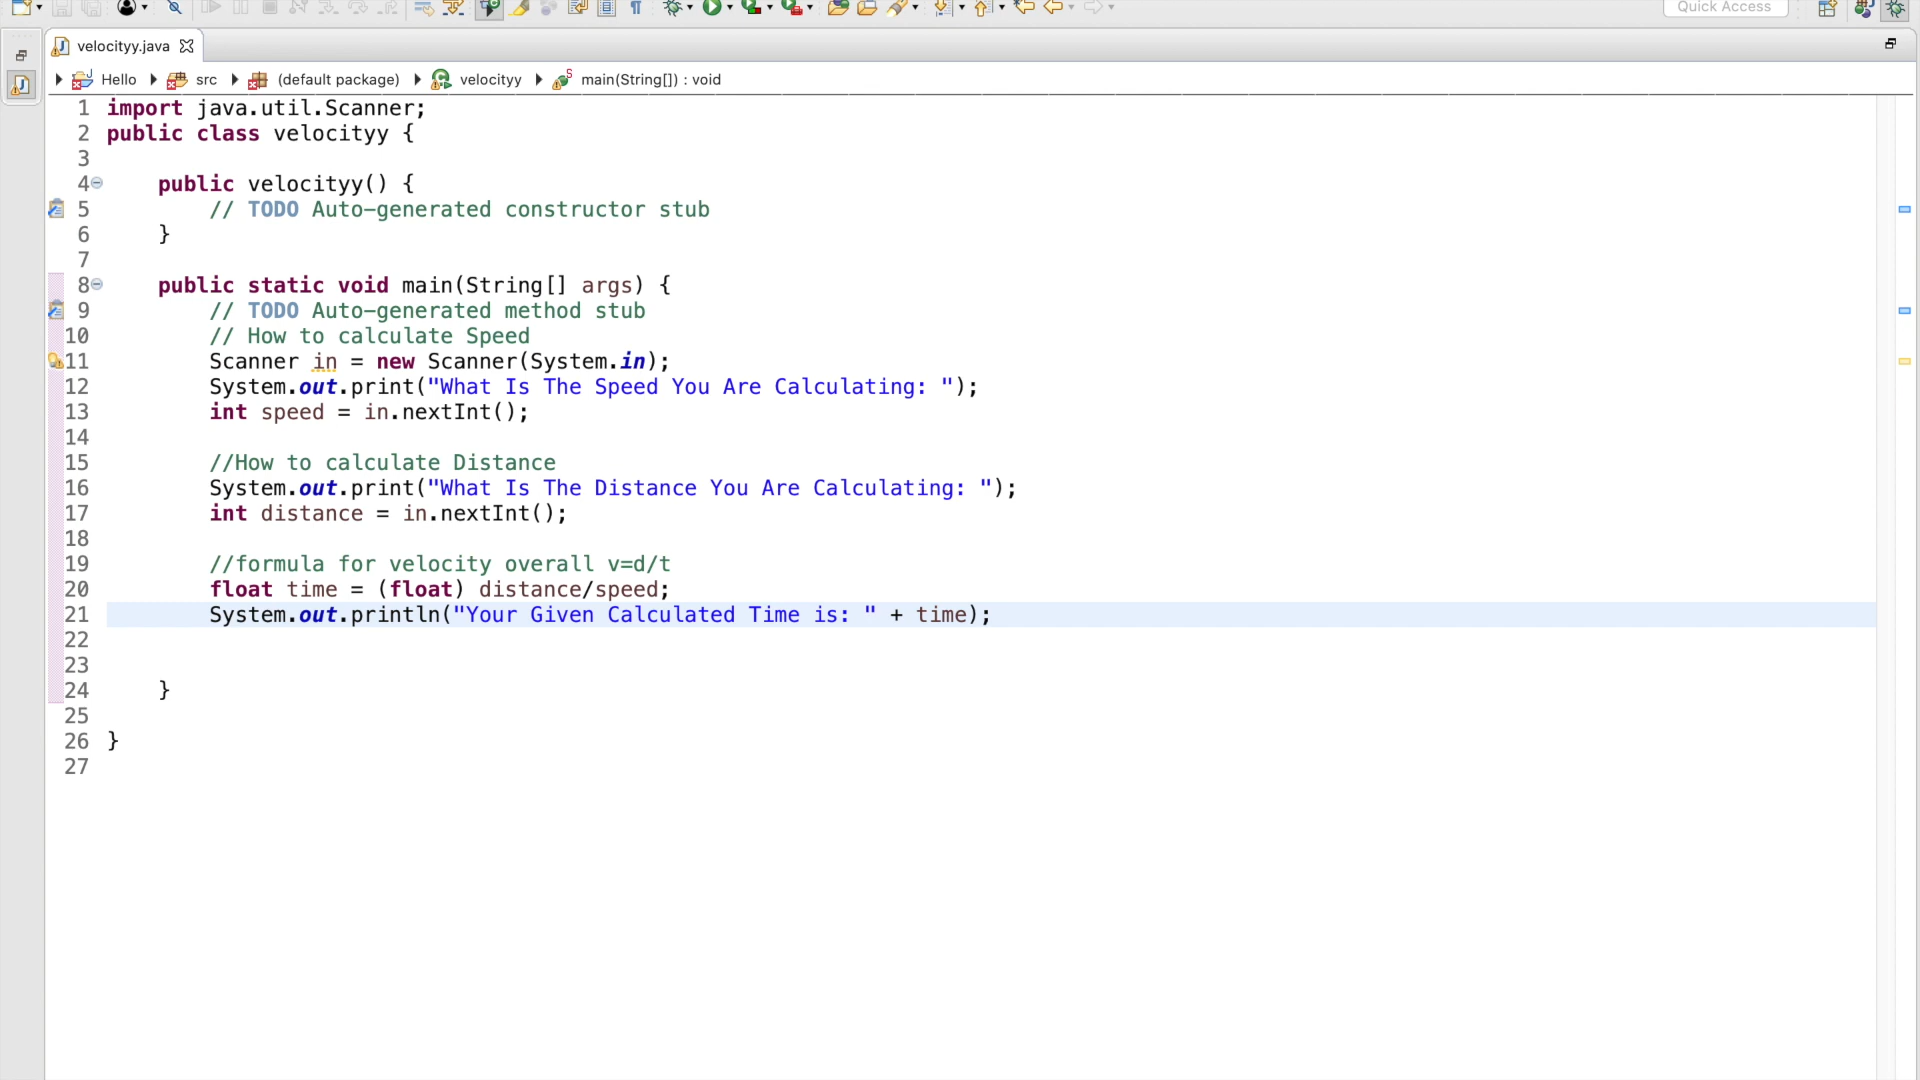 Quick Access
velocityy.java
Hello src (default package) velocityy main(String[]) : void
1 import java.util.Scanner;
2 public class velocityy {
3
4 public velocityy() {
5 // TODO Auto-generated constructor stub
6 }
7
8 public static void main(String[] args) {
9 // TODO Auto-generated method stub
10 // How to calculate Speed
11 Scanner in = new Scanner(System.in);
12 System.out.print("What Is The Speed You Are Calculating: ");
13 int speed = in.nextInt();
14
15 //How to calculate Distance
16 System.out.print("What Is The Distance You Are Calculating: ");
17 int distance = in.nextInt();
18
19 //formula for velocity overall v=d/t
20 float time = (float) distance/speed;
21 System.out.println("Your Given Calculated Time is: " + time);
22
23
24 }
25
26 }
27